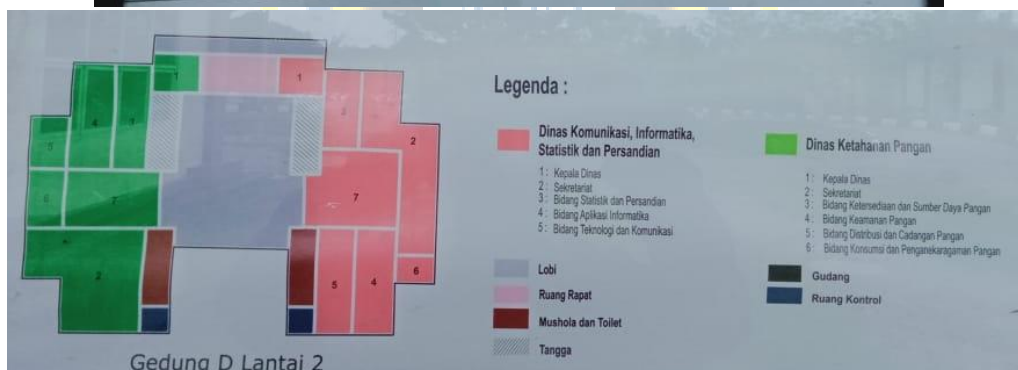 1
1
4
3
3
2
5
6
7
7
2
5
4
6
Gedung D Lantai 2
Legenda :
Dinas Komunikasi, Informatika,
Statistik dan Persandian
1 : Kepala Dinas
2 : Sekretariat
3 : Bidang Statistik dan Persandian
4 : Bidang Aplikasi Informatika
5 : Bidang Teknologi dan Komunikasi
Lobi
Ruang Rapat
Mushola dan Toilet
Tangga
Dinas Ketahanan Pangan
1 : Kepala Dinas
2 : Sekretariat
3 : Bidang Ketersediaan dan Sumber Daya Pangan
4 : Bidang Keamanan Pangan
5 : Bidang Distribusi dan Cadangan Pangan
6 : Bidang Konsumsi dan Penganekaragaman Pangan
Gudang
Ruang Kontrol